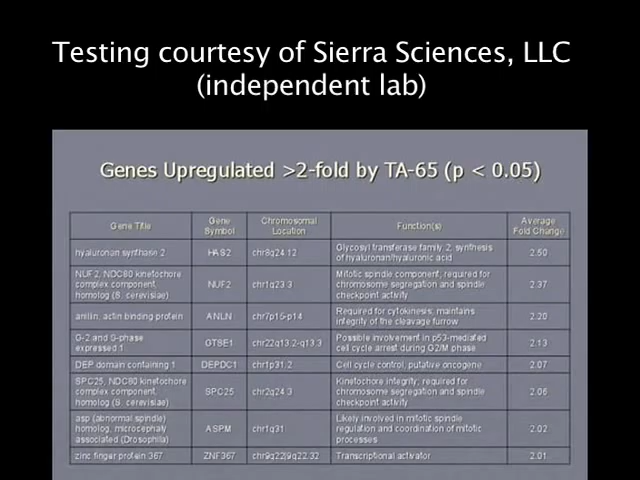 Testing courtesy of Sierra Sciences, LLC
(independent lab)
Genes Upregulated >2-fold by TA-65 (p < 0.05)
Gene Title
Gene
Symbol
Chromosomal
Location
Function(s)
Average
Fold Change
hyaluronan synthase 2
HAS2
chr8q24.12
Glycosyl transferase family 2; synthesis
of hyaluronan/hyaluronic acid
2.50
NUF2, NDC80 kinetochore
complex component,
homolog (S. cerevisiae)
NUF2
chr1q23.3
Mitotic spindle component; required for
chromosome segregation and spindle
checkpoint activity
2.37
anillin, actin binding protein
ANLN
chr7p15-p14
Required for cytokinesis; maintains
integrity of the cleavage furrow
2.20
G-2 and S-phase
expressed 1
GTSE1
chr22q13.2-q13.3
Possible involvement in p53-mediated
cell cycle arrest during G2/M phase
2.13
DEP domain containing 1
DEPDC1
chr1p31.2
Cell cycle control, putative oncogene
2.07
SPC25, NDC80 kinetochore
complex component,
homolog (S. cerevisiae)
SPC25
chr2q24.3
Kinetochore integrity; required for
chromosome segregation and spindle
checkpoint activity
2.06
asp (abnormal spindle)
homolog, microcephaly
associated (Drosophila)
ASPM
chr1q31
Likely involved in mitotic spindle
regulation and coordination of mitotic
processes
2.02
zinc finger protein 367
ZNF367
chr9q22|9q22.32
Transcriptional activator
2.01